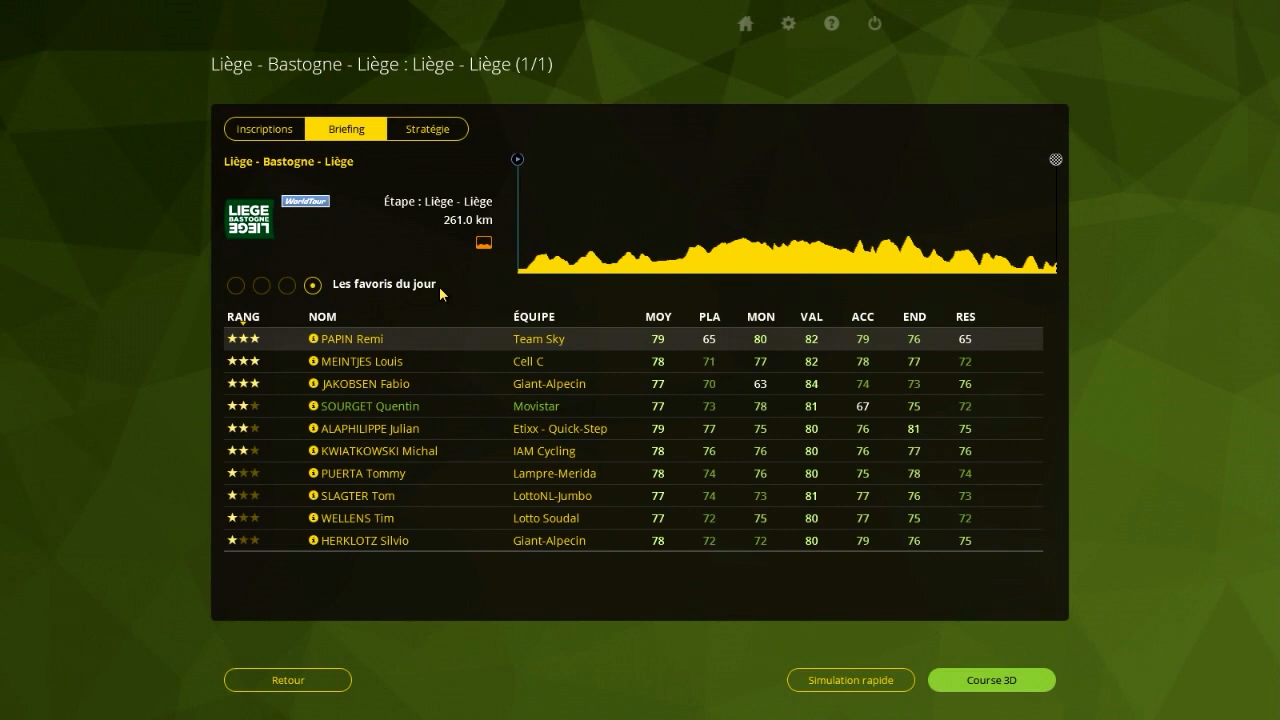 Liège - Bastogne - Liège : Liège - Liège (1/1)
Inscriptions Briefing Stratégie
Liège - Bastogne - Liège
LIEGE
BASTOGNE
LIEGE
WorldTour
Étape : Liège - Liège
261.0 km
Les favoris du jour
RANG NOM ÉQUIPE MOY PLA MON VAL ACC END RES
PAPIN Remi Team Sky 79 65 80 82 79 76 65
MEINTJES Louis Cell C 78 71 77 82 78 77 72
JAKOBSEN Fabio Giant-Alpecin 77 70 63 84 74 73 76
SOURGET Quentin Movistar 77 73 78 81 67 75 72
ALAPHILIPPE Julian Etixx - Quick-Step 79 77 75 80 76 81 75
KWIATKOWSKI Michal IAM Cycling 78 76 76 80 76 77 76
PUERTA Tommy Lampre-Merida 78 74 76 80 75 78 74
SLAGTER Tom LottoNL-Jumbo 77 74 73 81 77 76 73
WELLENS Tim Lotto Soudal 77 72 75 80 77 75 72
HERKLOTZ Silvio Giant-Alpecin 78 72 72 80 79 76 75
Retour Simulation rapide Course 3D